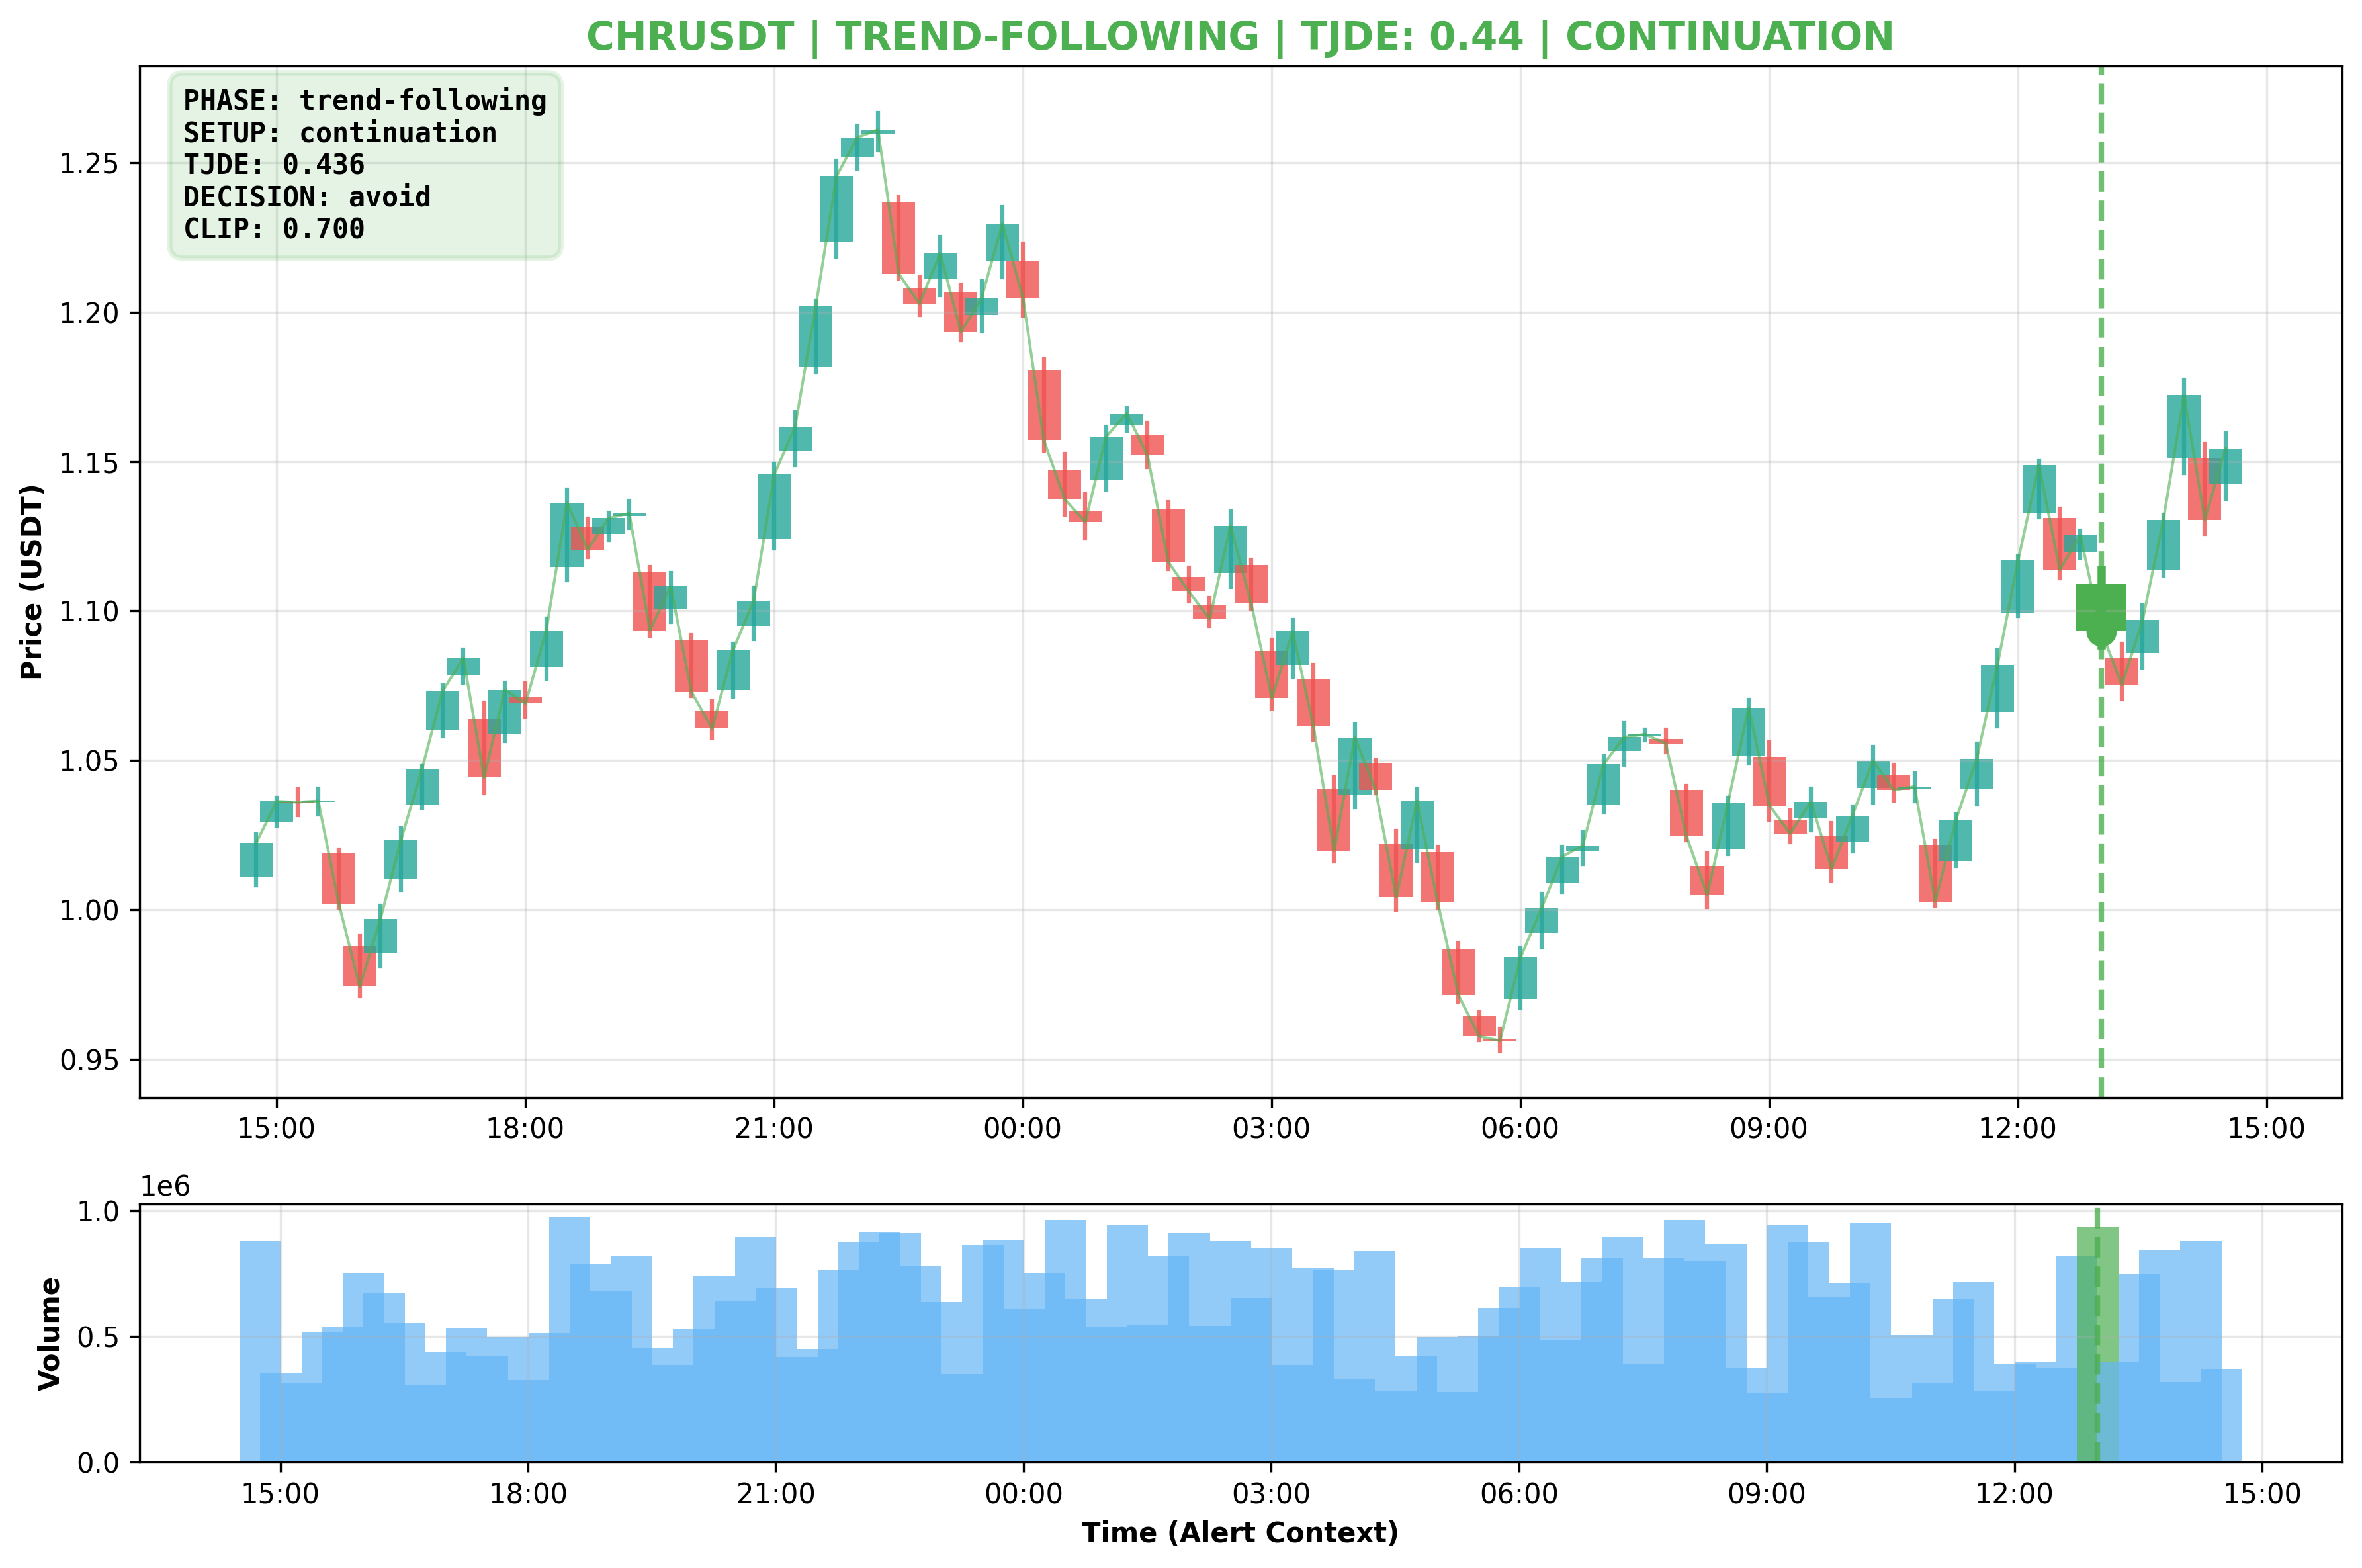 CHRUSDT | TREND-FOLLOWING | TJDE: 0.44 | CONTINUATION
PHASE: trend-following
SETUP: continuation
TJDE: 0.436
DECISION: avoid
CLIP: 0.700
Price (USDT)
1.25
1.20
1.15
1.10
1.05
1.00
0.95
15:00 18:00 21:00 00:00 03:00 06:00 09:00 12:00 15:00
1e6
Volume
1.0
0.5
0.0
15:00 18:00 21:00 00:00 03:00 06:00 09:00 12:00 15:00
Time (Alert Context)